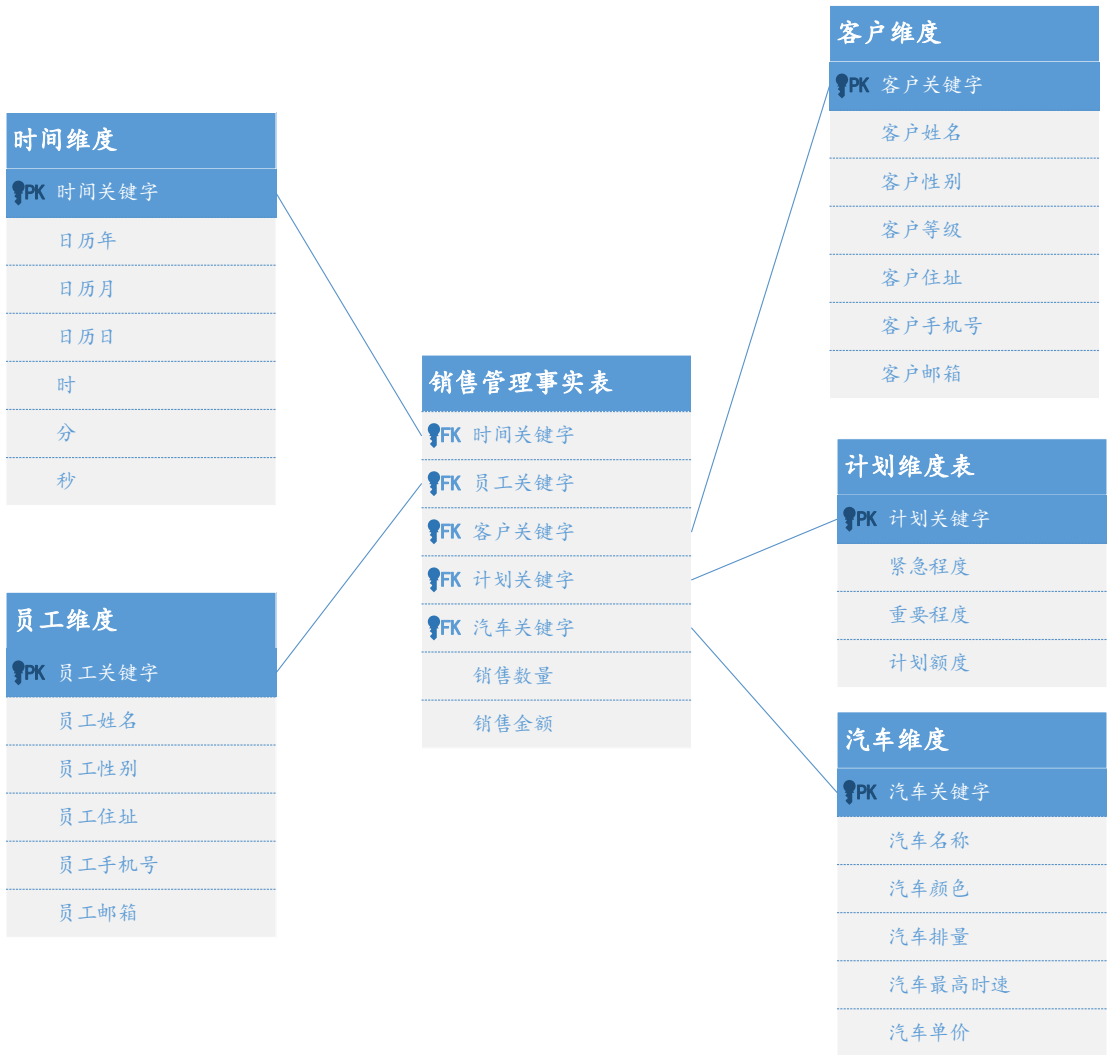 时间维度
PK 时间关键字
日历年
日历月
日历日
时
分
秒
员工维度
PK 员工关键字
员工姓名
员工性别
员工住址
员工手机号
员工邮箱
销售管理事实表
FK 时间关键字
FK 员工关键字
FK 客户关键字
FK 计划关键字
FK 汽车关键字
销售数量
销售金额
客户维度
PK 客户关键字
客户姓名
客户性别
客户等级
客户住址
客户手机号
客户邮箱
计划维度表
PK 计划关键字
紧急程度
重要程度
计划额度
汽车维度
PK 汽车关键字
汽车名称
汽车颜色
汽车排量
汽车最高时速
汽车单价